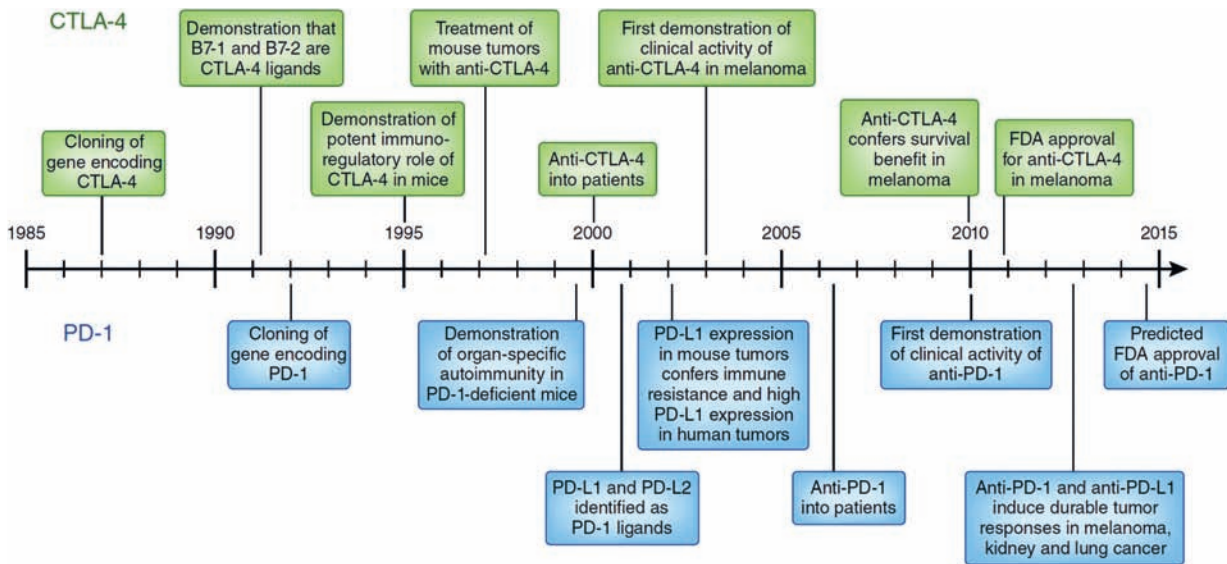 CTLA-4
Demonstration that
B7-1 and B7-2 are
CTLA-4 ligands
Treatment of
mouse tumors
with anti-CTLA-4
First demonstration of
clinical activity of
anti-CTLA-4 in melanoma
Cloning of
gene encoding
CTLA-4
Demonstration of
potent immuno-
regulatory role of
CTLA-4 in mice
Anti-CTLA-4
into patients
Anti-CTLA-4
confers survival
benefit in
melanoma
FDA approval
for anti-CTLA-4
in melanoma
1985 1990 1995 2000 2005 2010 2015
PD-1
Cloning of
gene encoding
PD-1
Demonstration
of organ-specific
autoimmunity in
PD-1-deficient mice
PD-L1 expression
in mouse tumors
confers immune
resistance and high
PD-L1 expression
in human tumors
First demonstration
of clinical activity of
anti-PD-1
Predicted
FDA approval
of anti-PD-1
PD-L1 and PD-L2
identified as
PD-1 ligands
Anti-PD-1
into patients
Anti-PD-1 and anti-PD-L1
induce durable tumor
responses in melanoma,
kidney and lung cancer